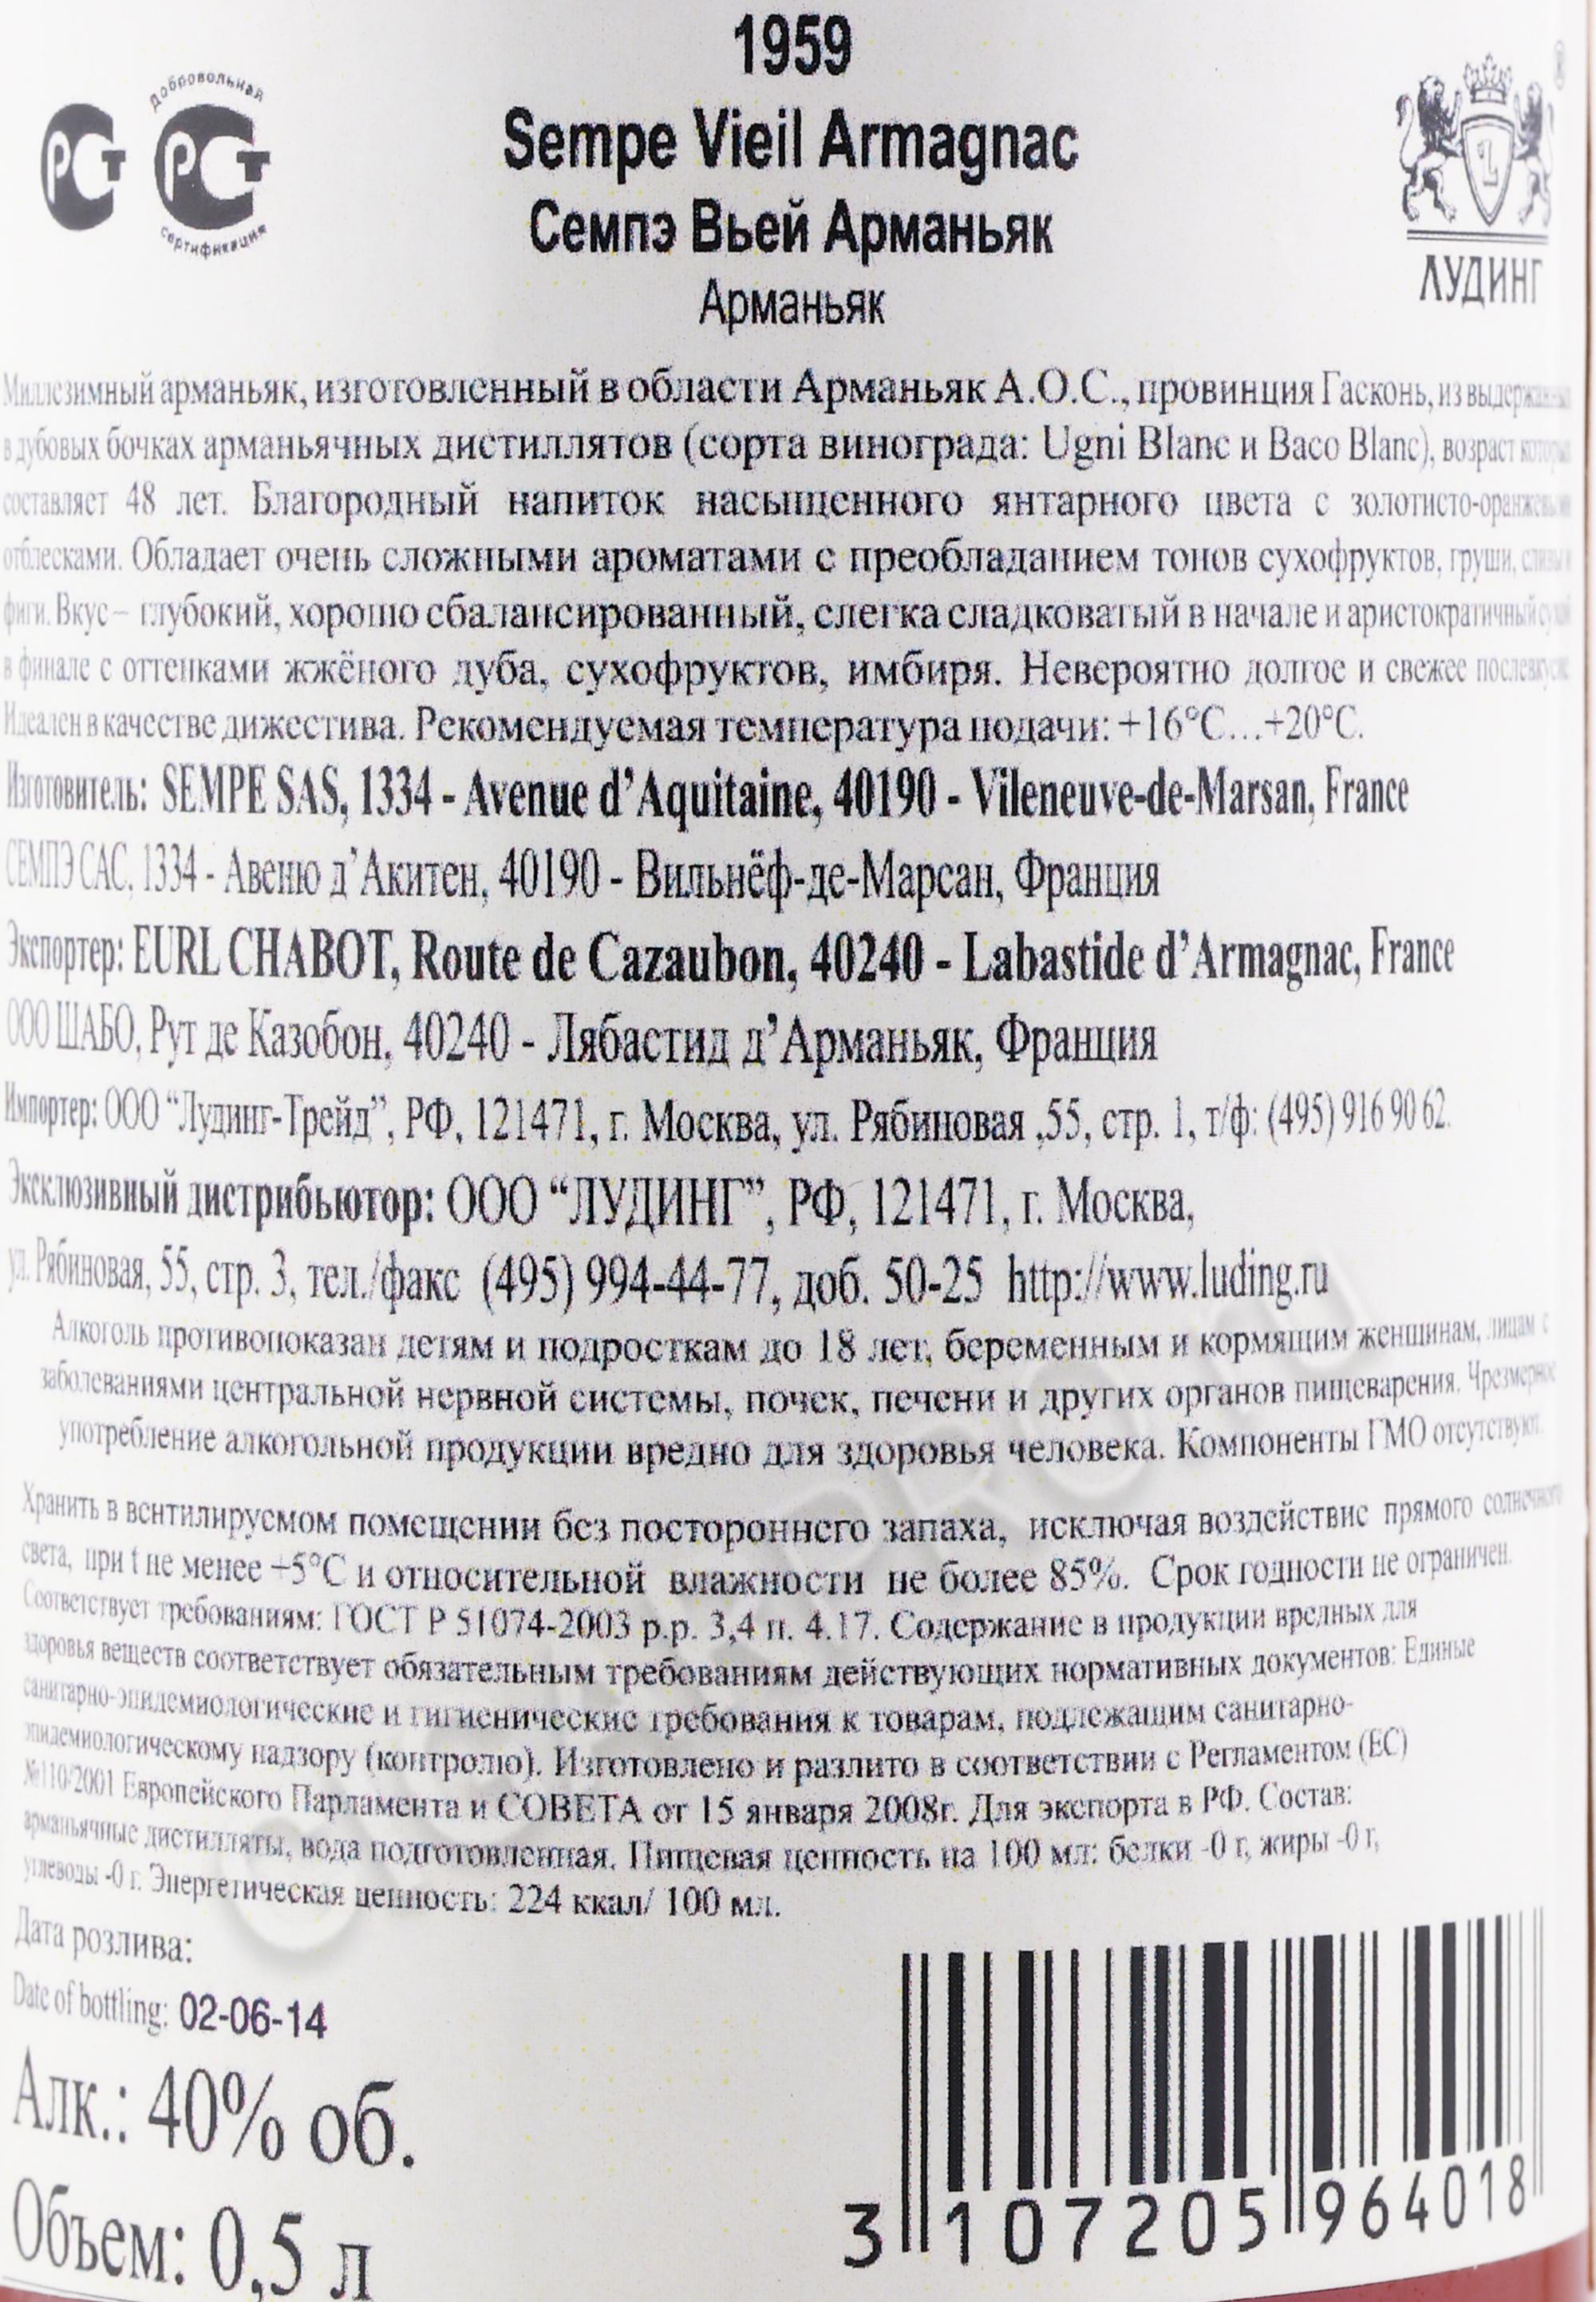 1959
Добровольная
РСТ РСТ
сертификация
Sempe Vieil Armagnac
Семпэ Вьей Арманьяк
Арманьяк
ЛУДИНГ
Миллезимный арманьяк, изготовленный в области Арманьяк А.О.С., провинция Гасконь, из выдержанных
в дубовых бочках арманьячных дистиллятов (сорта винограда: Ugni Blanc и Baco Blanc), возраст которых
составляет 48 лет. Благородный напиток насыщенного янтарного цвета с золотисто-оранжевыми
отблесками. Обладает очень сложными ароматами с преобладанием тонов сухофруктов, груши, сливы и
фиги. Вкус – глубокий, хорошо сбалансированный, слегка сладковатый в начале и аристократичный сухой
в финале с оттенками жжёного дуба, сухофруктов, имбиря. Невероятно долгое и свежее послевкусие.
Идеален в качестве дижестива. Рекомендуемая температура подачи: +16°С...+20°С.
Изготовитель: SEMPE SAS, 1334 - Avenue d’Aquitaine, 40190 - Vileneuve-de-Marsan, France
СЕМПЭ САС, 1334 - Авеню д’Акитен, 40190 - Вильнёф-де-Марсан, Франция
Экспортер: EURL CHABOT, Route de Cazaubon, 40240 - Labastide d’Armagnac, France
ООО ШАБО, Рут де Казобон, 40240 - Лябастид д’Арманьяк, Франция
Импортер: ООО “Лудинг-Трейд”, РФ, 121471, г. Москва, ул. Рябиновая ,55, стр. 1, т/ф: (495) 916 90 62.
Эксклюзивный дистрибьютор: ООО “ЛУДИНГ”, РФ, 121471, г. Москва,
ул. Рябиновая, 55, стр. 3, тел./факс (495) 994-44-77, доб. 50-25 http://www.luding.ru
Алкоголь противопоказан детям и подросткам до 18 лет, беременным и кормящим женщинам, лицам с
заболеваниями центральной нервной системы, почек, печени и других органов пищеварения. Чрезмерное
употребление алкогольной продукции вредно для здоровья человека. Компоненты ГМО отсутствуют.
Хранить в вентилируемом помещении без постороннего запаха, исключая воздействие прямого солнечного
света, при t не менее +5°С и относительной влажности не более 85%. Срок годности не ограничен.
Соответствует требованиям: ГОСТ Р 51074-2003 р.р. 3,4 п. 4.17. Содержание в продукции вредных для
здоровья веществ соответствует обязательным требованиям действующих нормативных документов: Единые
санитарно-эпидемиологические и гигиенические требования к товарам, подлежащим санитарно-
эпидемиологическому надзору (контролю). Изготовлено и разлито в соответствии с Регламентом (ЕС)
№110/2001 Европейского Парламента и СОВЕТА от 15 января 2008г. Для экспорта в РФ. Состав:
арманьячные дистилляты, вода подготовленная. Пищевая ценность на 100 мл: белки -0 г, жиры -0 г,
углеводы -0 г. Энергетическая ценность: 224 ккал/ 100 мл.
Дата розлива:
Date of bottling: 02-06-14
Алк.: 40% об.
Объем: 0,5 л
3 107205 964018